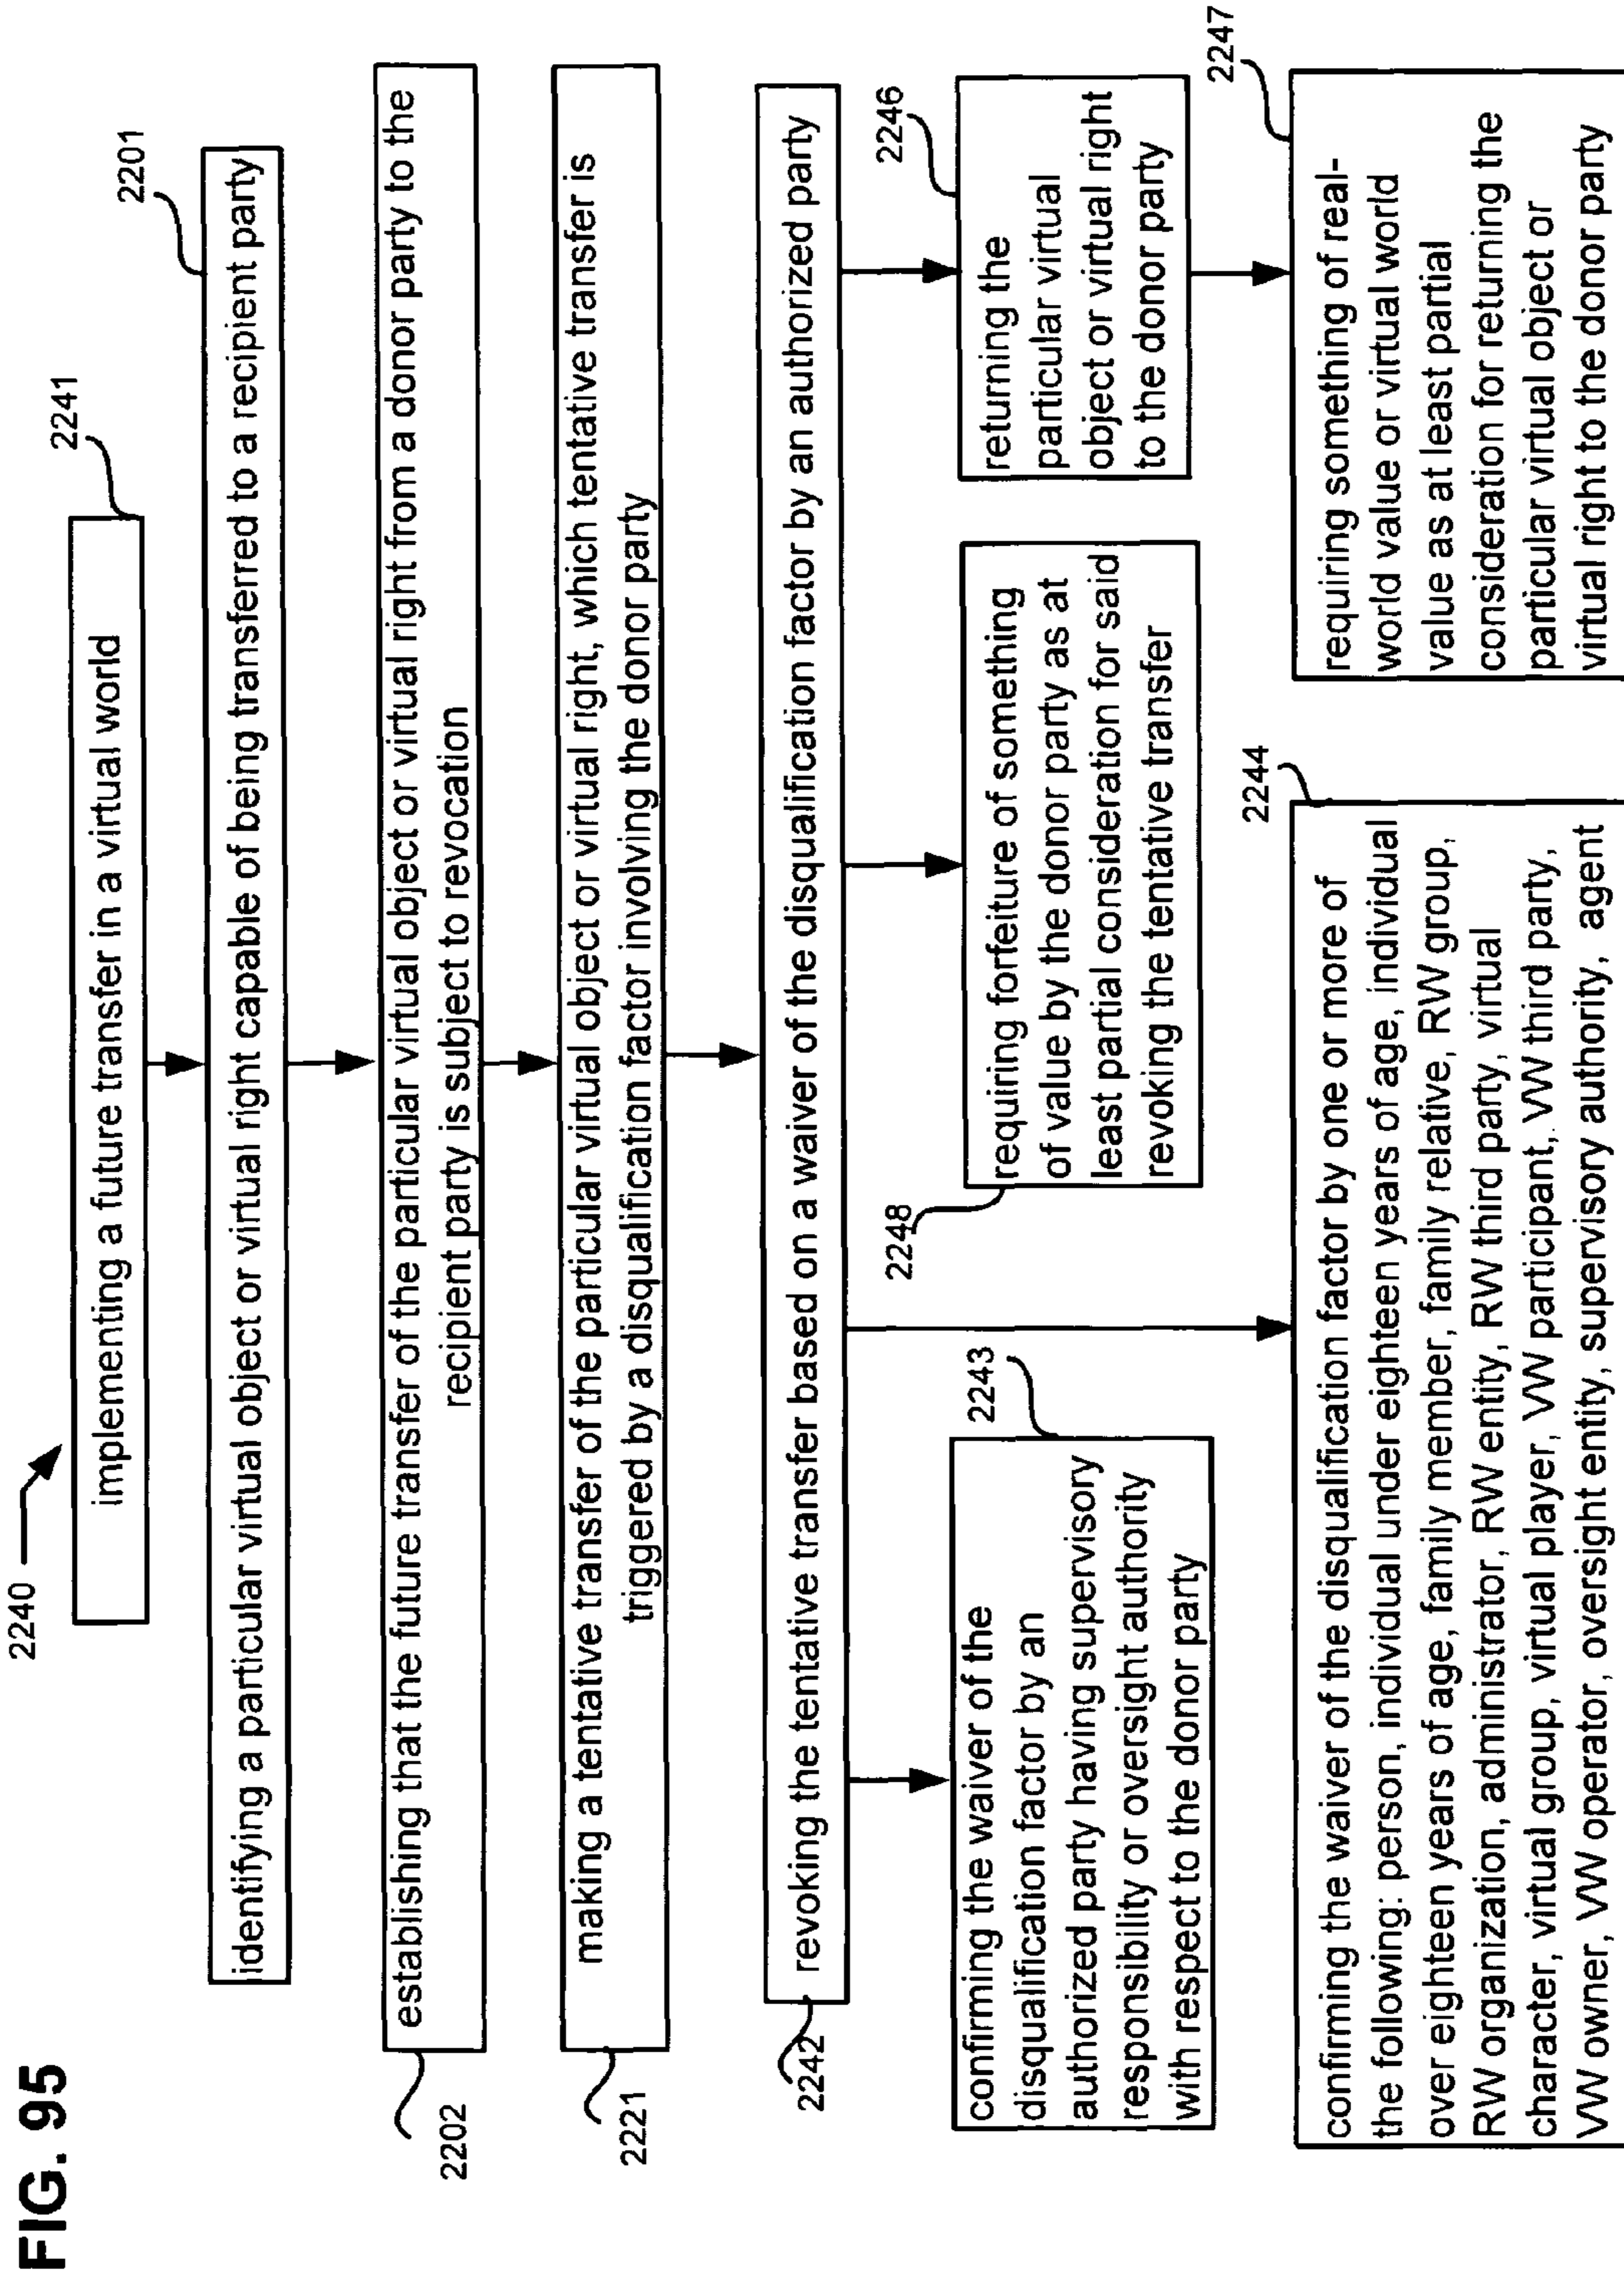 FIG. 95
2240
2241
implementing a future transfer in a virtual world
2201
identifying a particular virtual object or virtual right capable of being transferred to a recipient party
2202
establishing that the future transfer of the particular virtual object or virtual right from a donor party to the
recipient party is subject to revocation
2221
making a tentative transfer of the particular virtual object or virtual right, which tentative transfer is
triggered by a disqualification factor involving the donor party
2242
revoking the tentative transfer based on a waiver of the disqualification factor by an authorized party
2243
confirming the waiver of the
disqualification factor by an
authorized party having supervisory
responsibility or oversight authority
with respect to the donor party
2248
requiring forfeiture of something
of value by the donor party as at
least partial consideration for said
revoking the tentative transfer
2246
returning the
particular virtual
object or virtual right
to the donor party
2244
confirming the waiver of the disqualification factor by one or more of
the following: person, individual under eighteen years of age, individual
over eighteen years of age, family member, family relative, RW group,
RW organization, administrator, RW entity, RW third party, virtual
character, virtual group, virtual player, VW participant, VW third party,
VW owner, VW operator, oversight entity, supervisory authority, agent
2247
requiring something of real-
world value or virtual world
value as at least partial
consideration for returning the
particular virtual object or
virtual right to the donor party